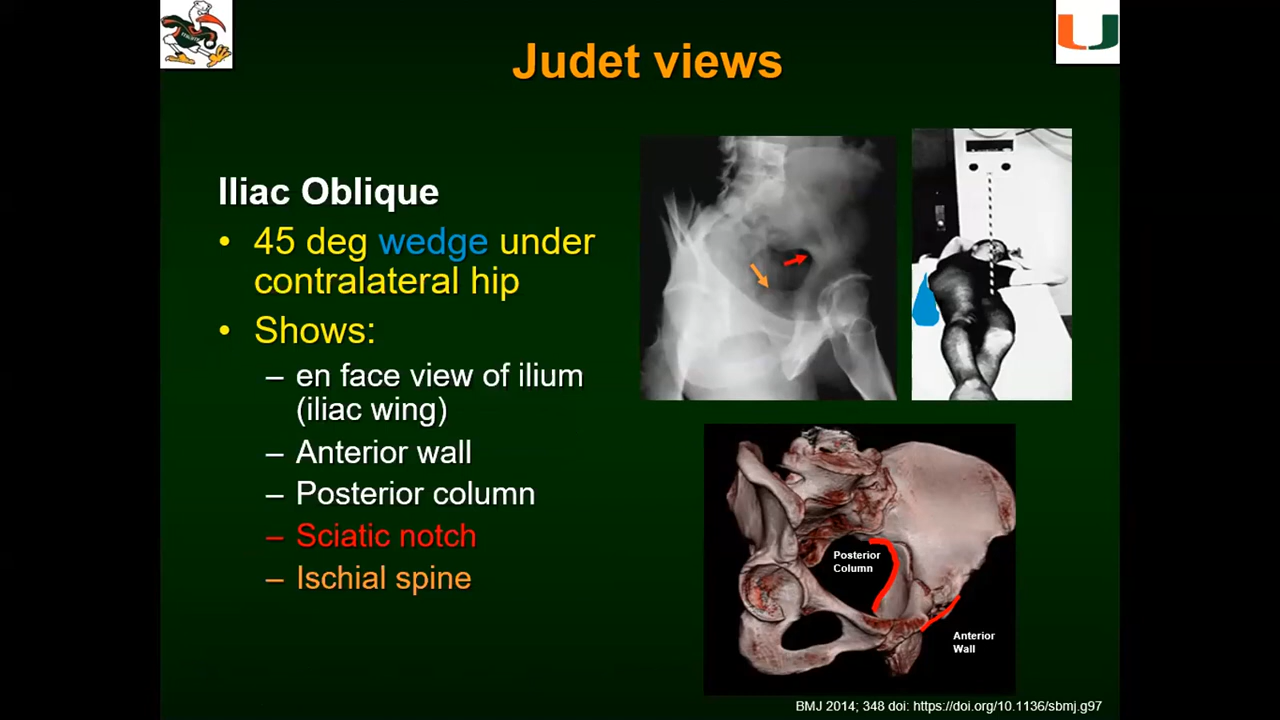 Judet views
Iliac Oblique
• 45 deg wedge under
contralateral hip
• Shows:
– en face view of ilium
(iliac wing)
– Anterior wall
– Posterior column
– Sciatic notch
– Ischial spine
Posterior
Column
Anterior
Wall
BMJ 2014; 348 doi: https://doi.org/10.1136/sbmj.g97